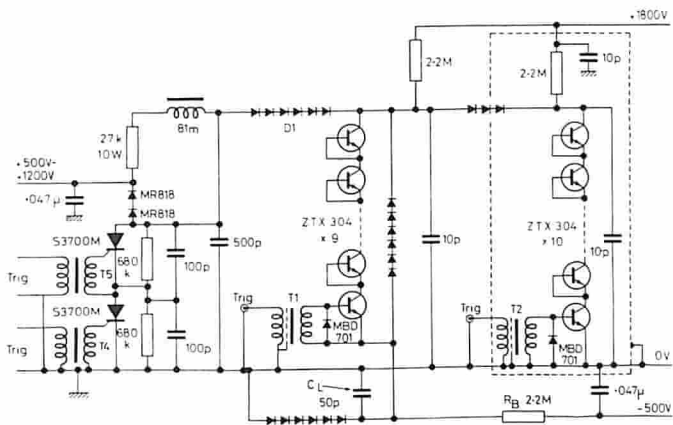 +1800V
2·2M
10p
2·2M
81m
D1
27k
10W
+500V-
+1200V
·047μ
MR818
MR818
S3700M
500p
680
k
100p
Trig
T5
S3700M
680
k
100p
Trig
T4
ZTX 304
× 9
10p
ZTX 304
× 10
10p
Trig
T1
MBD
701
Trig
T2
MBD
701
0V
CL
50p
RB 2·2M
·047μ
-500V